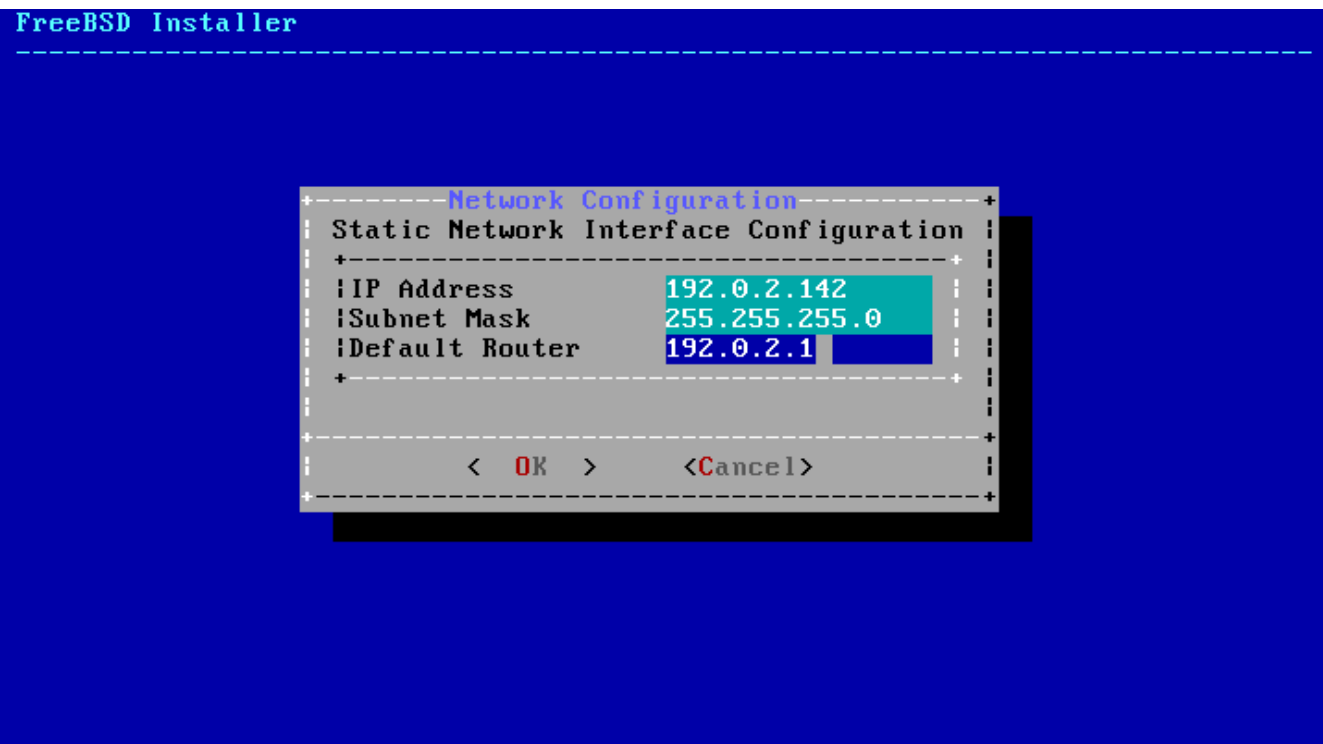 FreeBSD Installer
Network Configuration
Static Network Interface Configuration
IP Address 192.0.2.142
Subnet Mask 255.255.255.0
Default Router 192.0.2.1
< OK > <Cancel>